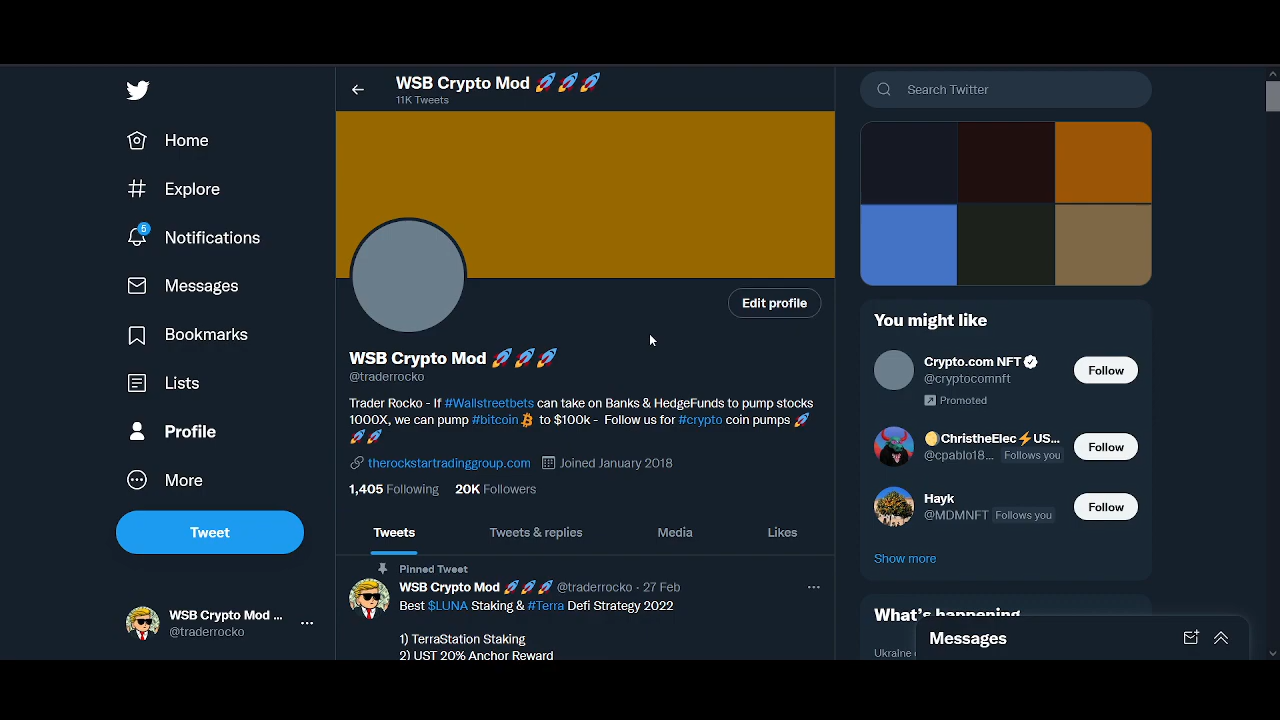 WSB Crypto Mod 🚀🚀🚀
11K Tweets
Home
Explore
5
Notifications
Messages
Bookmarks
Lists
Profile
More
Tweet
WSB Crypto Mod ...
@traderrocko
Edit profile
WSB Crypto Mod 🚀🚀🚀
@traderrocko
Trader Rocko - If #Wallstreetbets can take on Banks & HedgeFunds to pump stocks
1000X, we can pump #bitcoin to $100k - Follow us for #crypto coin pumps 🚀
🚀🚀
therockstartradinggroup.com Joined January 2018
1,405 Following 20K Followers
Tweets Tweets & replies Media Likes
Pinned Tweet
WSB Crypto Mod 🚀🚀🚀 @traderrocko · 27 Feb
Best $LUNA Staking & #Terra Defi Strategy 2022
1) TerraStation Staking
2) UST 20% Anchor Reward
Search Twitter
You might like
Crypto.com NFT
@cryptocomnft
Follow
Promoted
🌕ChristheElec⚡US...
@cpablo18... Follows you
Follow
Hayk
@MDMNFT Follows you
Follow
Show more
What's happening
Ukraine
Messages